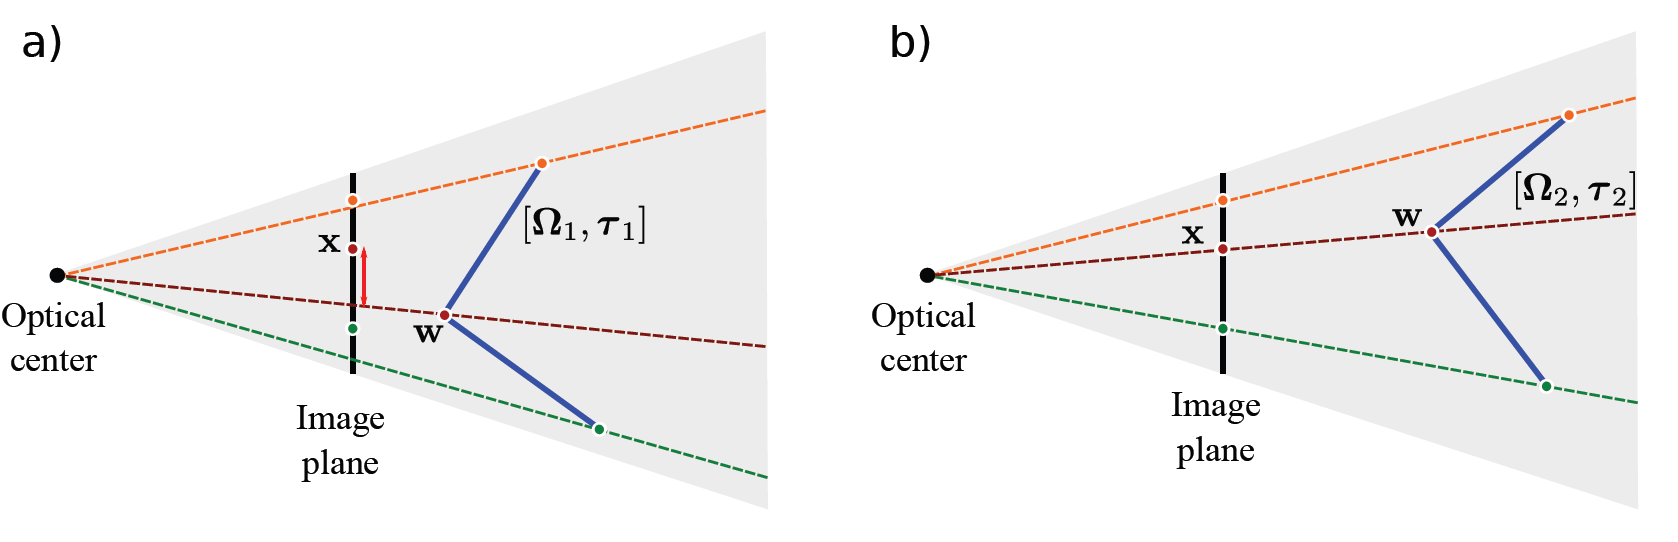 a)
[Ω₁, τ₁]
x
w
Optical
center
Image
plane
b)
[Ω₂, τ₂]
w
x
Optical
center
Image
plane